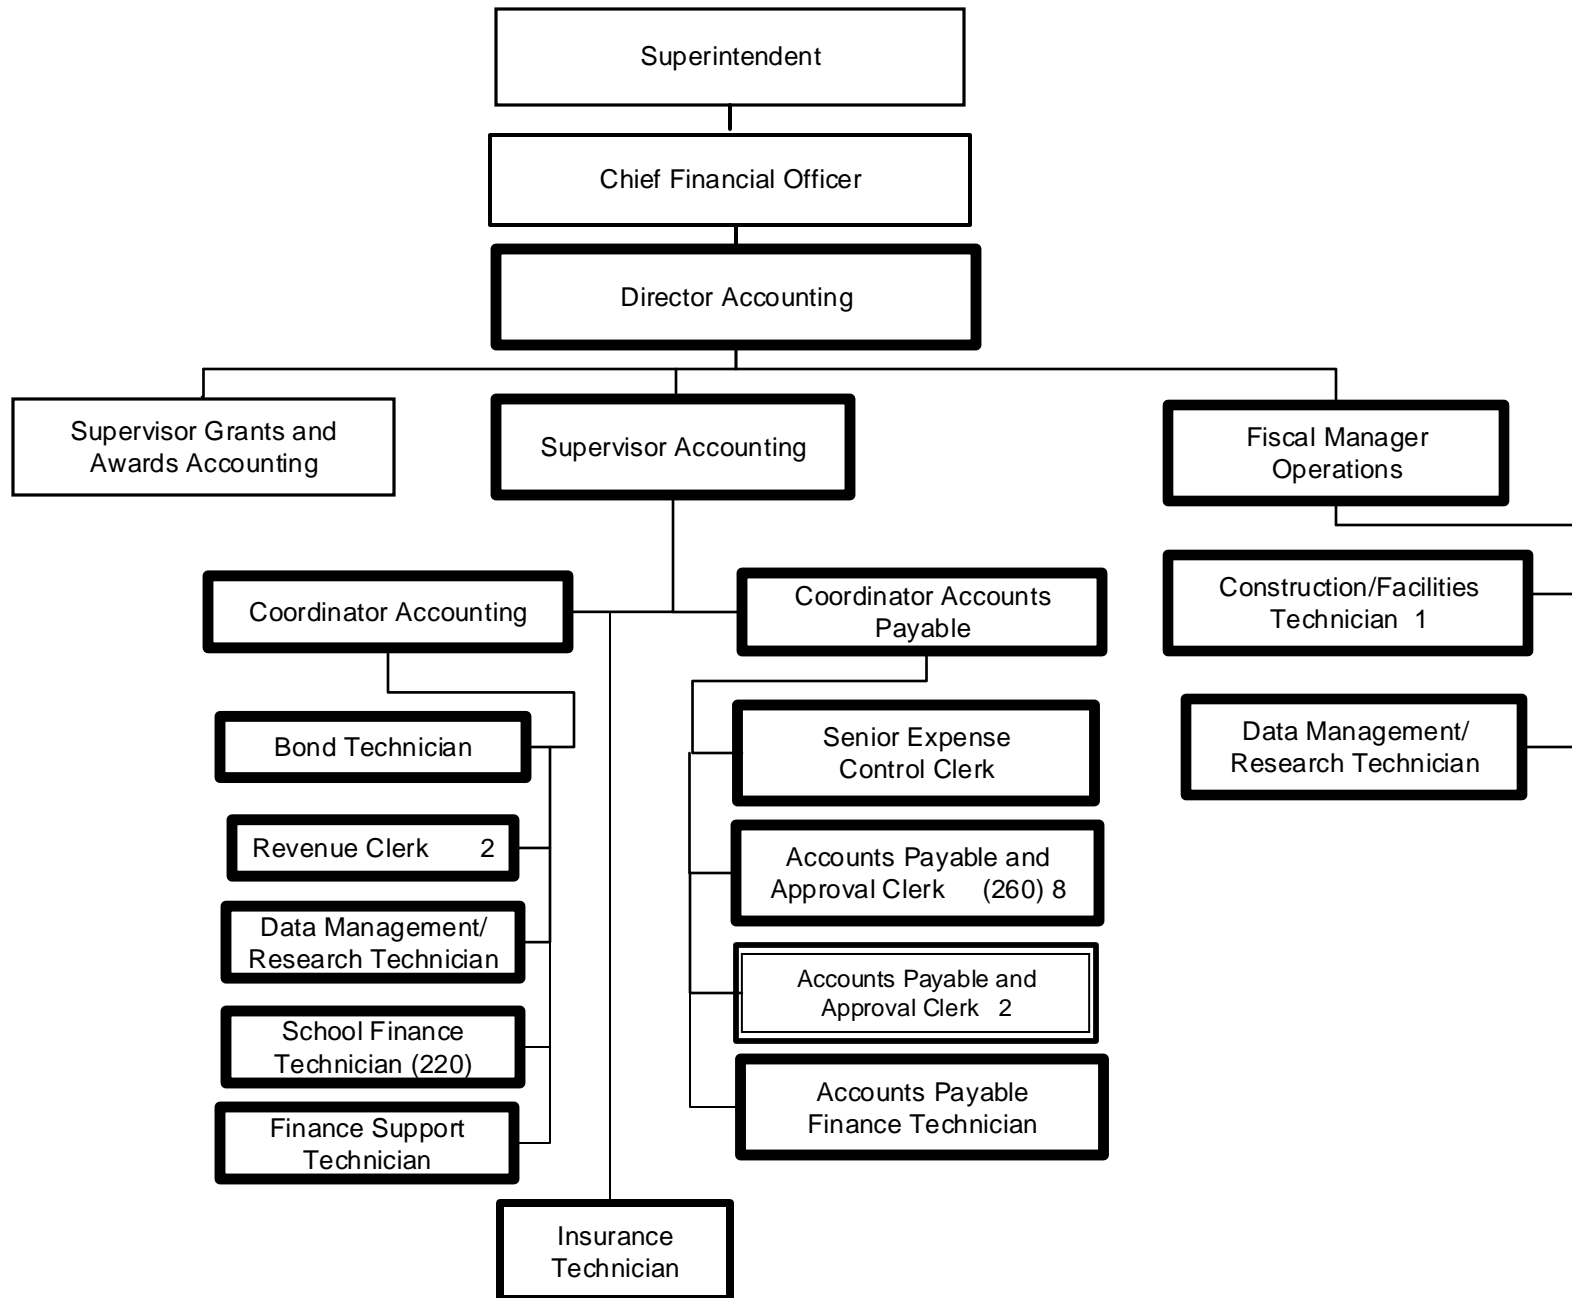 Superintendent
Chief Financial Officer
Director Accounting
Supervisor Grants and
Awards Accounting
Supervisor Accounting
Fiscal Manager
Operations
Coordinator Accounting
Coordinator Accounts
Payable
Construction/Facilities
Technician 1
Bond Technician
Senior Expense
Control Clerk
Data Management/
Research Technician
Revenue Clerk 2
Accounts Payable and
Approval Clerk (260) 8
Data Management/
Research Technician
Accounts Payable and
Approval Clerk 2
School Finance
Technician (220)
Accounts Payable
Finance Technician
Finance Support
Technician
Insurance
Technician